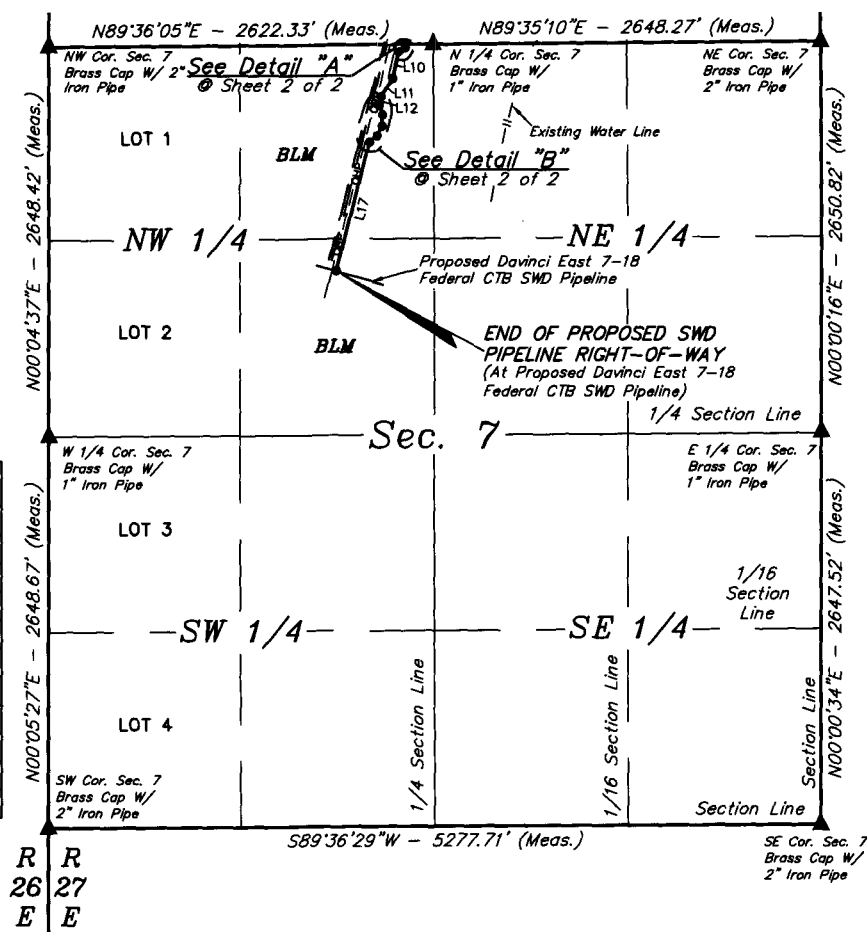 N89°36'05"E - 2622.33' (Meas.)
N89°35'10"E - 2648.27' (Meas.)
NW Cor. Sec. 7
Brass Cap W/ 2"
Iron Pipe
See Detail "A"
@ Sheet 2 of 2
L10
L11
L12
N 1/4 Cor. Sec. 7
Brass Cap W/
1" Iron Pipe
NE Cor. Sec. 7
Brass Cap W/
2" Iron Pipe
Existing Water Line
LOT 1
BLM
See Detail "B"
@ Sheet 2 of 2
N00°04'37"E - 2648.42' (Meas.)
N00°00'16"E - 2650.82' (Meas.)
OHP
L17
NW 1/4
NE 1/4
Proposed Davinci East 7-18
Federal CTB SWD Pipeline
LOT 2
BLM
END OF PROPOSED SWD
PIPELINE RIGHT-OF-WAY
(At Proposed Davinci East 7-18
Federal CTB SWD Pipeline)
1/4 Section Line
Sec. 7
W 1/4 Cor. Sec. 7
Brass Cap W/
1" Iron Pipe
E 1/4 Cor. Sec. 7
Brass Cap W/
1" Iron Pipe
LOT 3
1/16
Section
Line
N00°05'27"E - 2648.67' (Meas.)
N00°00'34"E - 2647.52' (Meas.)
SW 1/4
SE 1/4
LOT 4
1/4 Section Line
1/16 Section Line
Section Line
SW Cor. Sec. 7
Brass Cap W/
2" Iron Pipe
Section Line
S89°36'29"W - 5277.71' (Meas.)
SE Cor. Sec. 7
Brass Cap W/
2" Iron Pipe
R R
26 27
E E